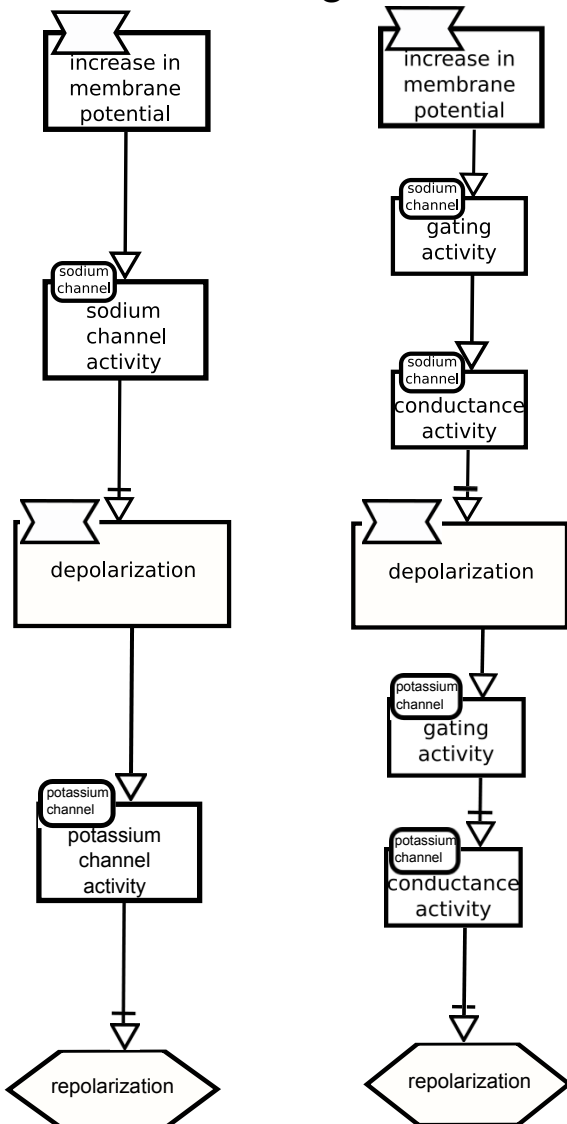 g
increase in
membrane
potential
sodium
channel
sodium
channel
activity
depolarization
potassium
channel
potassium
channel
activity
repolarization
increase in
membrane
potential
sodium
channel
gating
activity
sodium
channel
conductance
activity
depolarization
potassium
channel
gating
activity
potassium
channel
conductance
activity
repolarization